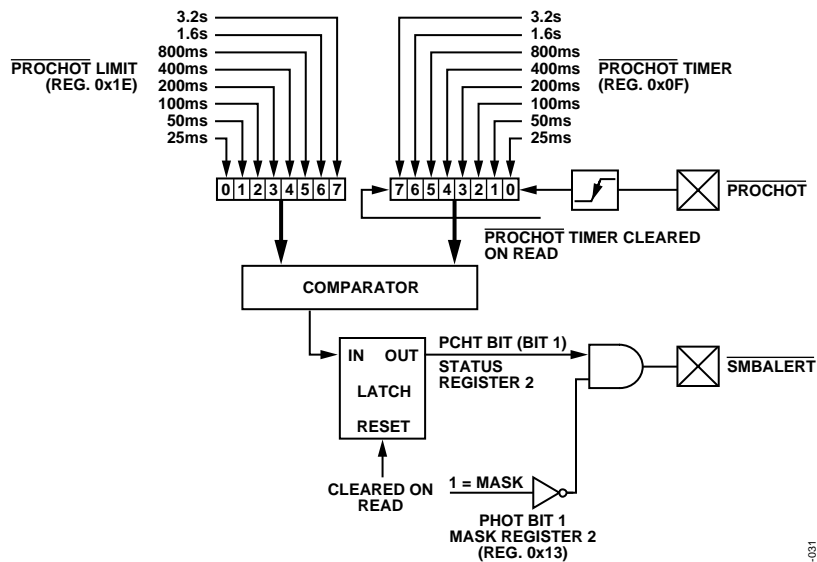 3.2s
1.6s
800ms
400ms
200ms
100ms
50ms
25ms
PROCHOT LIMIT
(REG. 0x1E)
3.2s
1.6s
800ms
400ms
200ms
100ms
50ms
25ms
PROCHOT TIMER
(REG. 0x0F)
0 1 2 3 4 5 6 7
7 6 5 4 3 2 1 0
PROCHOT
PROCHOT TIMER CLEARED
ON READ
COMPARATOR
IN OUT
LATCH
RESET
PCHT BIT (BIT 1)
STATUS
REGISTER 2
SMBALERT
CLEARED ON
READ
1 = MASK
PHOT BIT 1
MASK REGISTER 2
(REG. 0x13)
-031